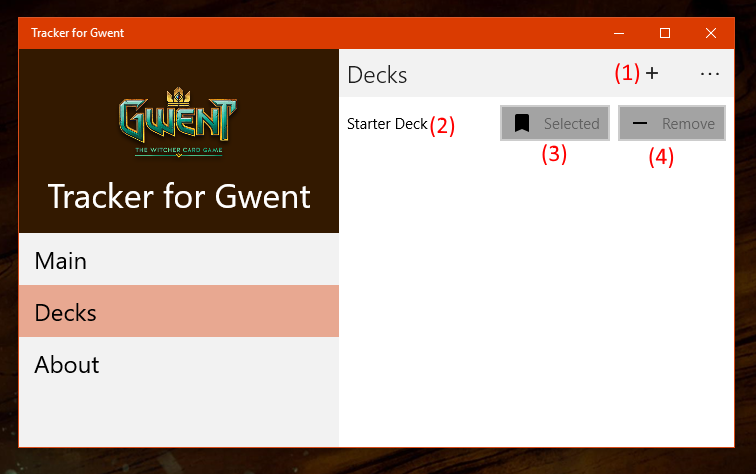 Tracker for Gwent
GWENT
THE WITCHER CARD GAME
Tracker for Gwent
Main
Decks
About
Decks (1) + ...
Starter Deck (2) Selected Remove
(3) (4)